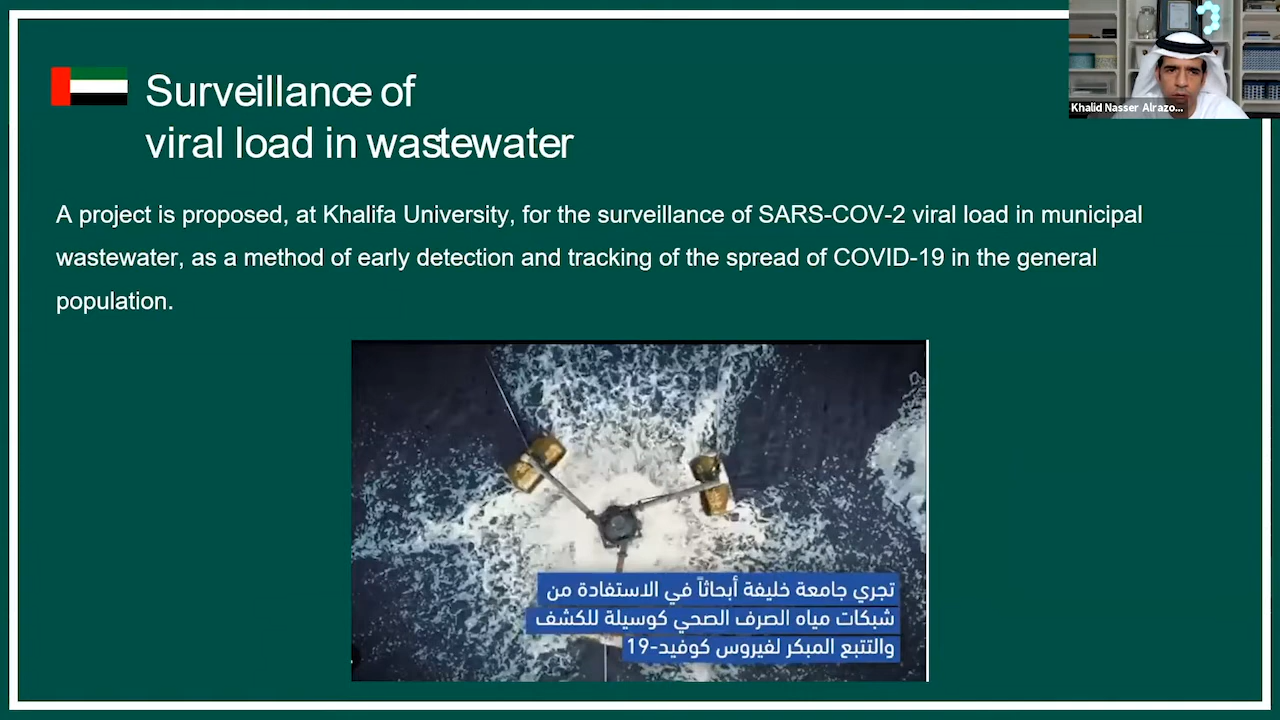 Surveillance of
viral load in wastewater
A project is proposed, at Khalifa University, for the surveillance of SARS-COV-2 viral load in municipal
wastewater, as a method of early detection and tracking of the spread of COVID-19 in the general
population.
تجري جامعة خليفة أبحاثاً في الاستفادة من
شبكات مياه الصرف الصحي كوسيلة للكشف
والتتبع المبكر لفيروس كوفيد-19
Khalid Nasser Alrazo...